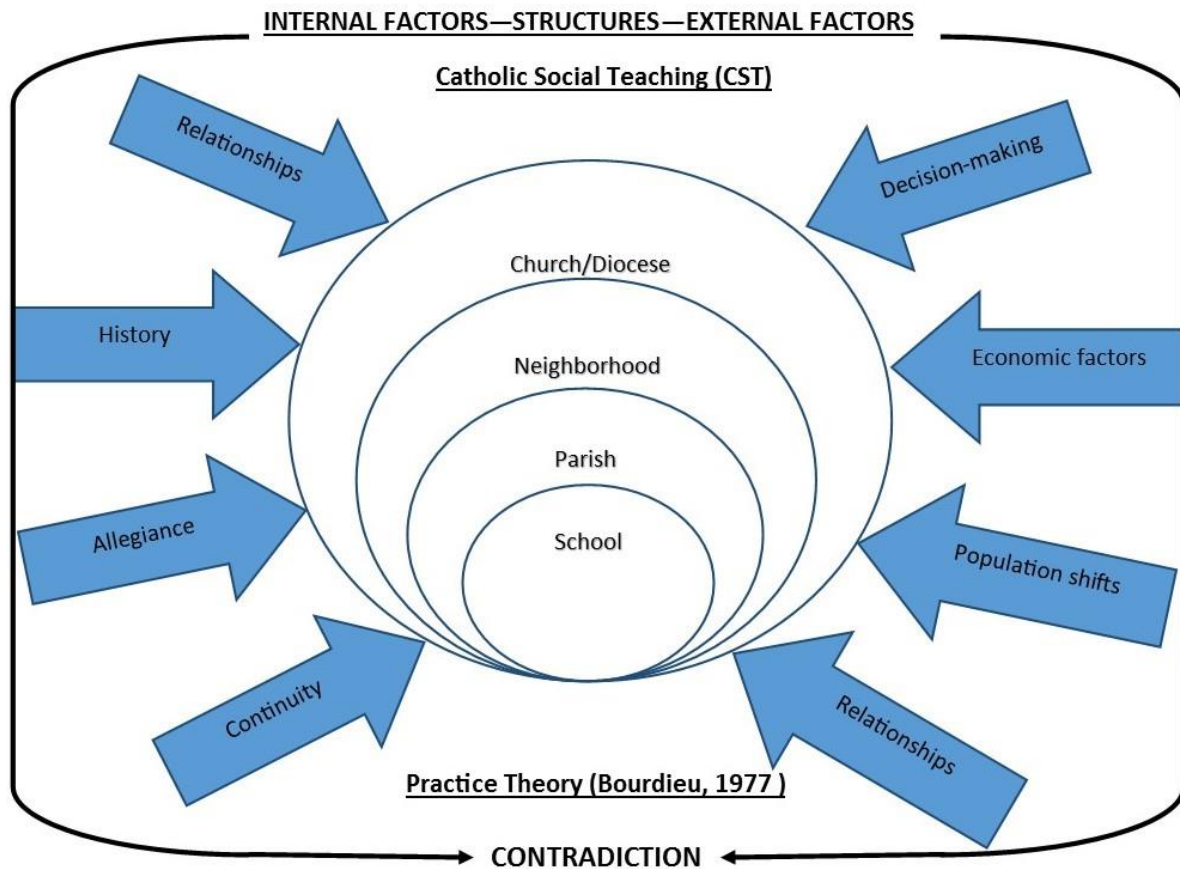 INTERNAL FACTORS—STRUCTURES—EXTERNAL FACTORS
Catholic Social Teaching (CST)
Relationships
Decision-making
Church/Diocese
History
Economic factors
Neighborhood
Parish
Allegiance
School
Population shifts
Continuity
Relationships
Practice Theory (Bourdieu, 1977 )
CONTRADICTION